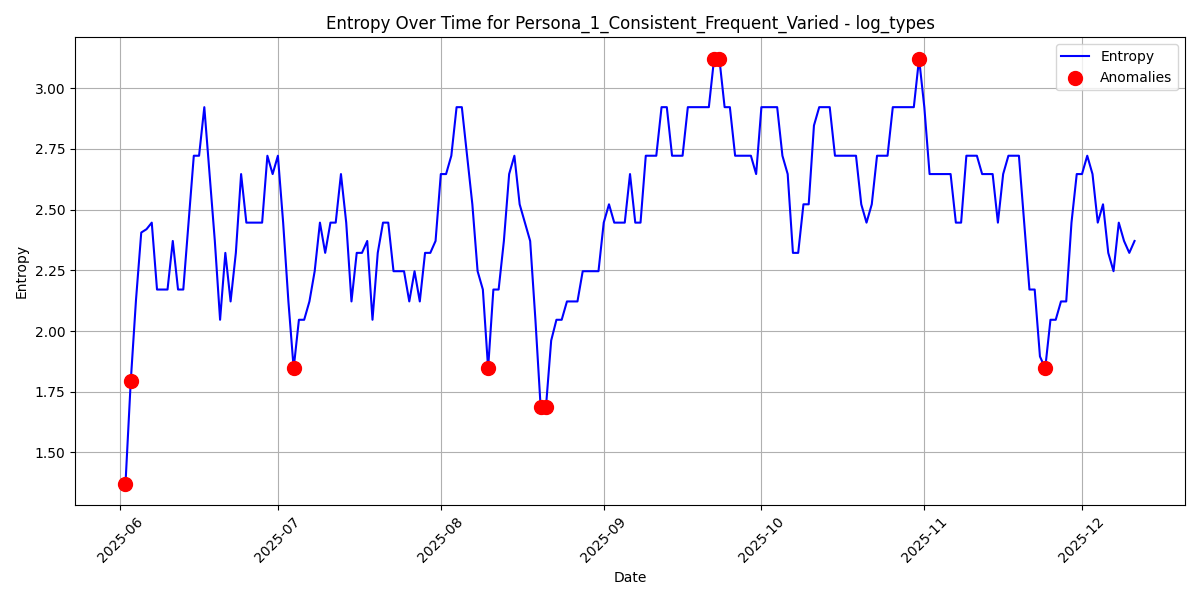 Entropy Over Time for Persona_1_Consistent_Frequent_Varied - log_types
Entropy
Anomalies
3.00
2.75
2.50
2.25
2.00
1.75
1.50
Entropy
2025-06
2025-07
2025-08
2025-09
2025-10
2025-11
2025-12
Date